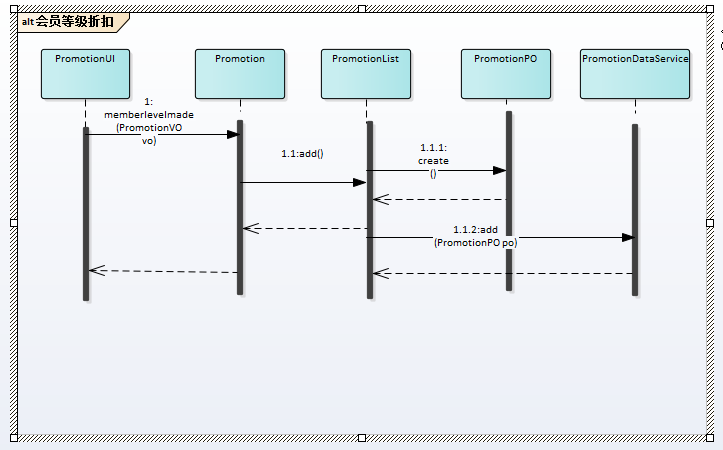 alt 会员等级折扣
PromotionUI
Promotion
PromotionList
PromotionPO
PromotionDataService
1:
memberlevelmade
(PromotionVO
vo)
1.1:add()
1.1.1:
create
()
1.1.2:add
(PromotionPO po)